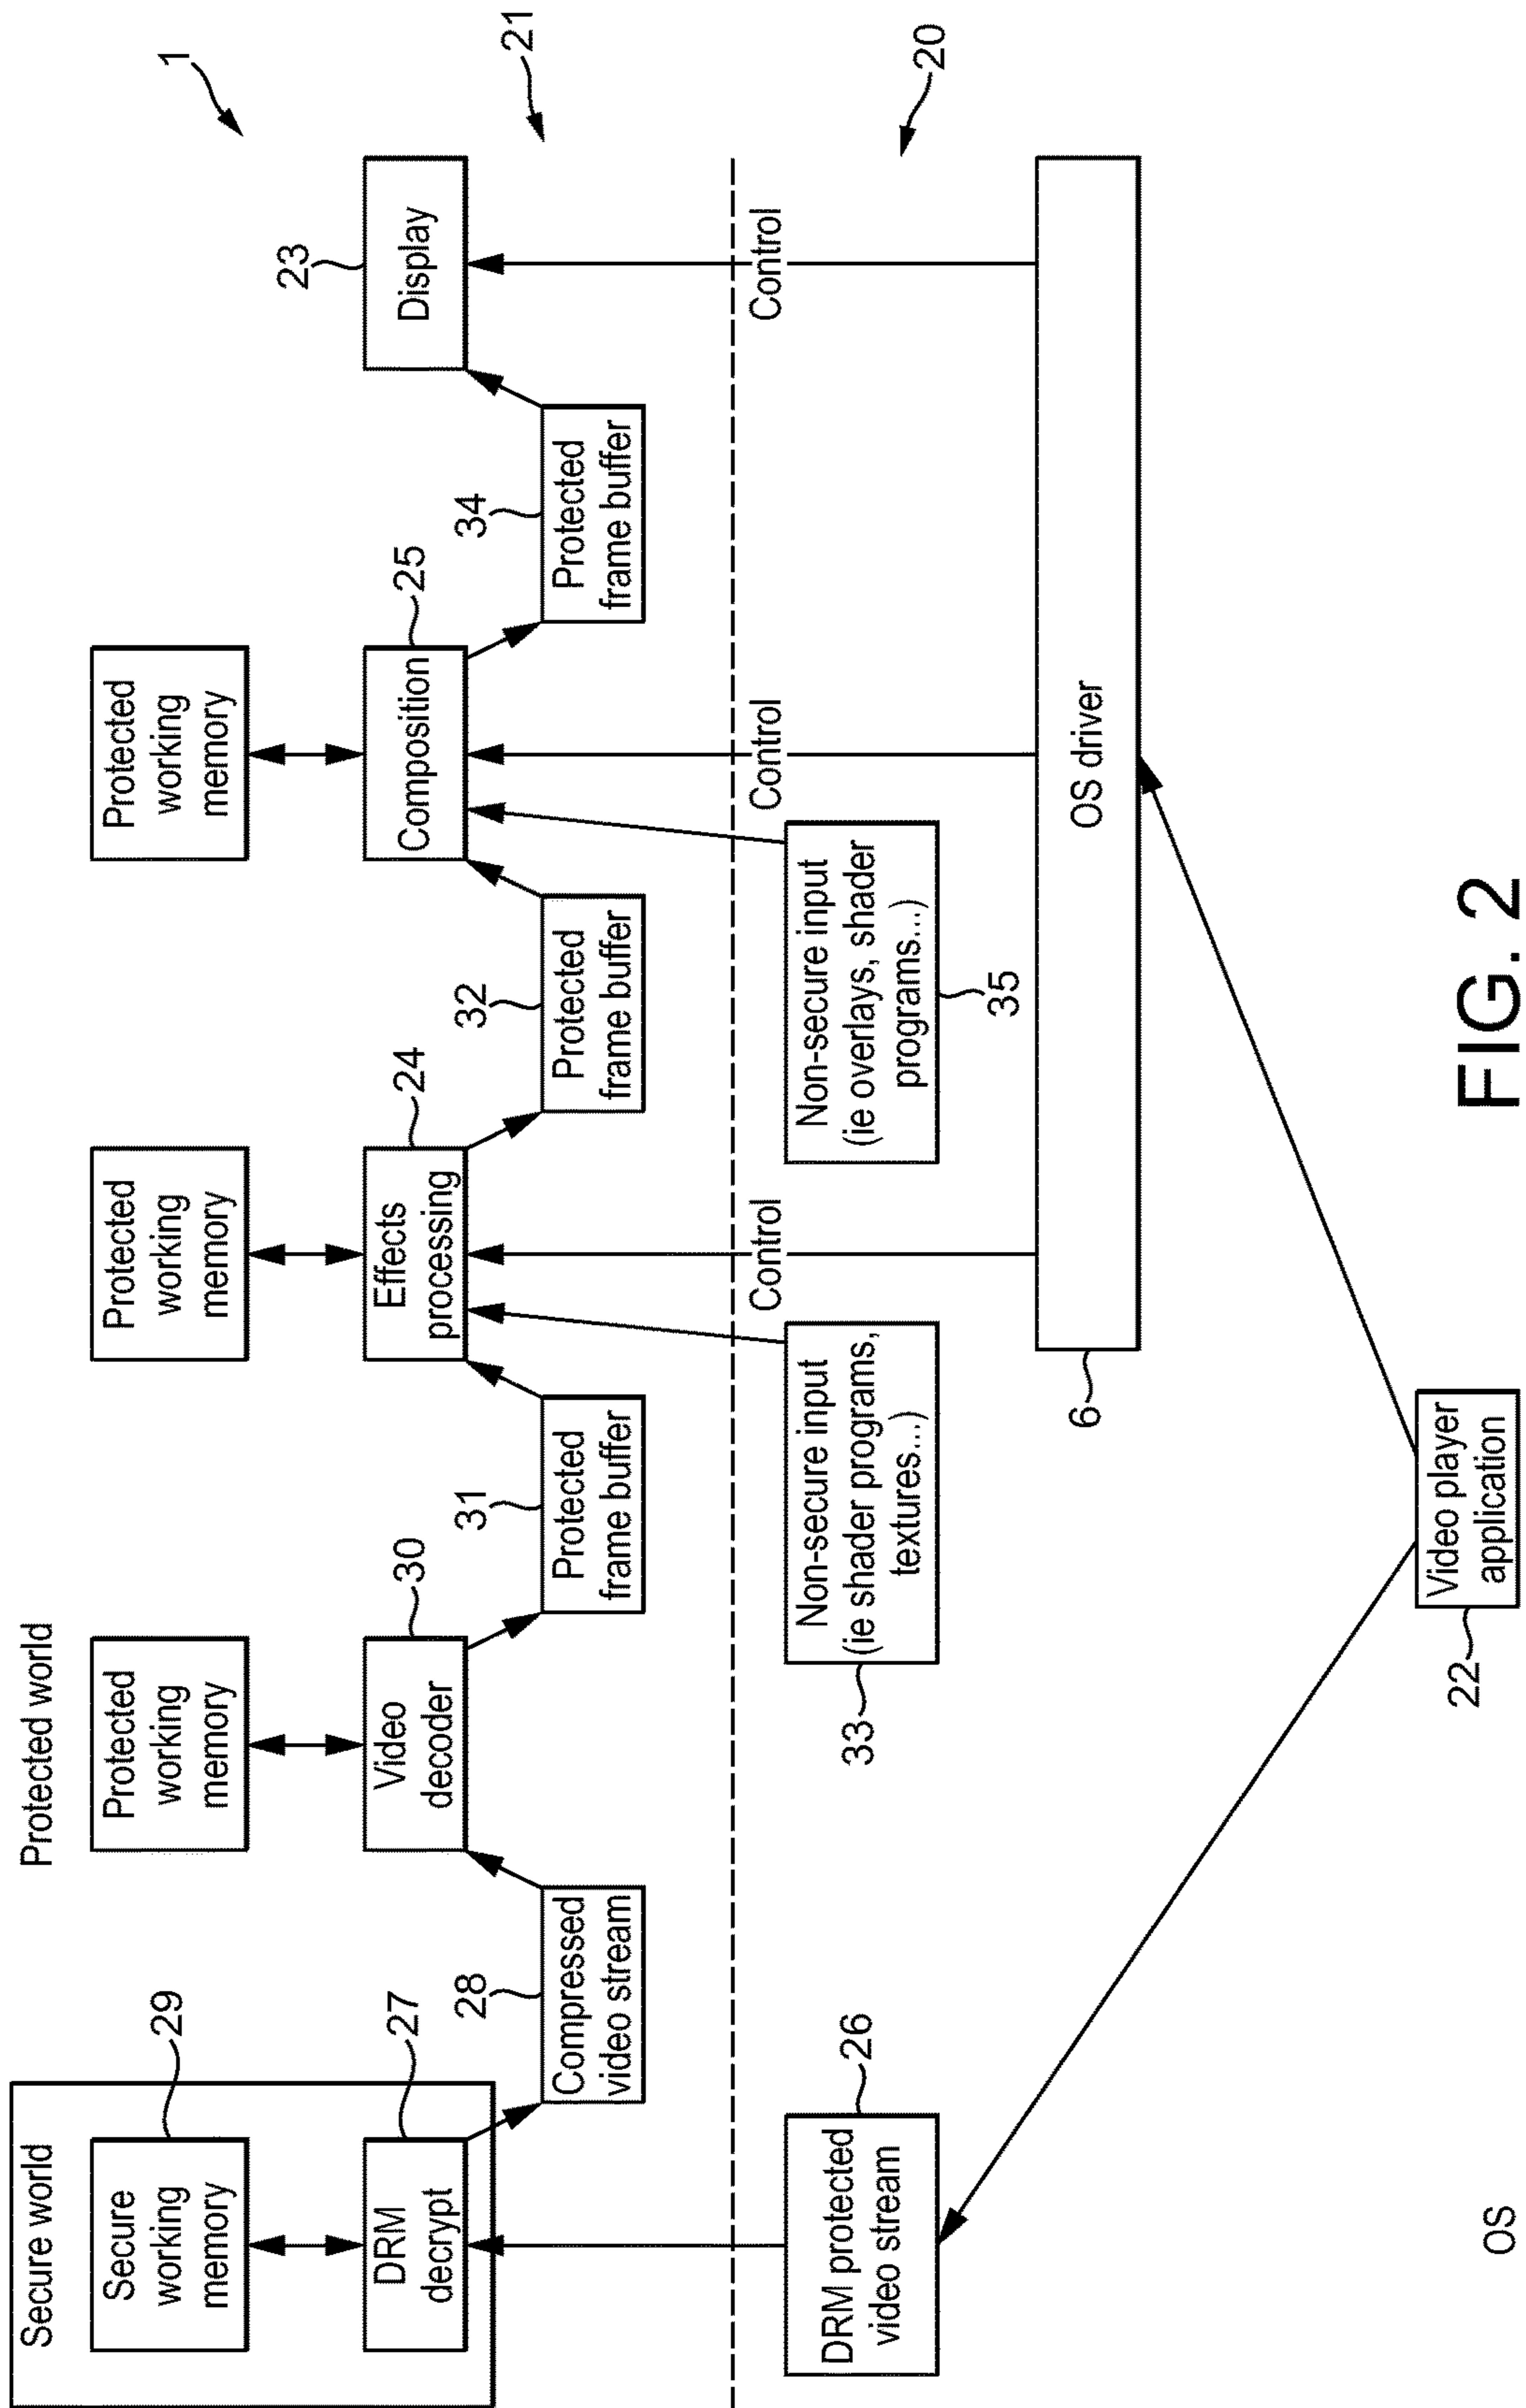 1
Protected world
Secure world
Secure
working
memory
29
Protected
working
memory
Protected
working
memory
Protected
working
memory
DRM
decrypt
27
Video
decoder
30
Effects
processing
24
Composition
25
Display
23
21
28
Compressed
video stream
31
Protected
frame buffer
32
Protected
frame buffer
34
Protected
frame buffer
Control
Control
Control
20
DRM protected
video stream
26
Non-secure input
(ie shader programs,
textures...)
33
Non-secure input
(ie overlays, shader
programs...)
35
OS driver
6
Video player
application
22
OS
FIG. 2